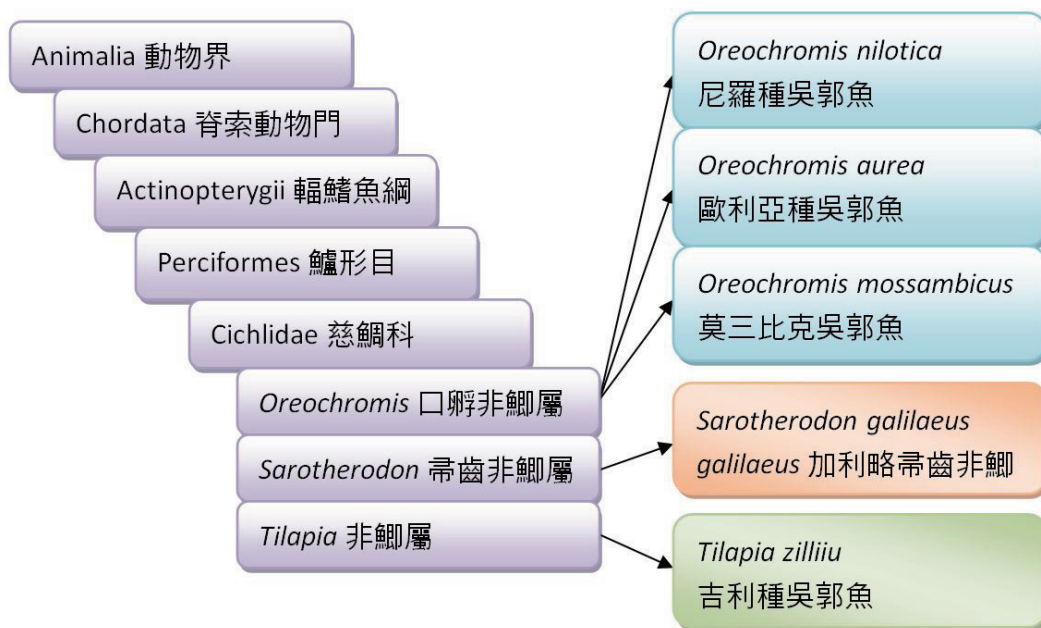 Animalia 動物界
Chordata 脊索動物門
Actinopterygii 輻鰭魚綱
Perciformes 鱸形目
Cichlidae 慈鯛科
Oreochromis 口孵非鯽屬
Sarotherodon 帚齒非鯽屬
Tilapia 非鯽屬
Oreochromis nilotica
尼羅種吳郭魚
Oreochromis aurea
歐利亞種吳郭魚
Oreochromis mossambicus
莫三比克吳郭魚
Sarotherodon galilaeus
galilaeus 加利略帚齒非鯽
Tilapia zilliiu
吉利種吳郭魚